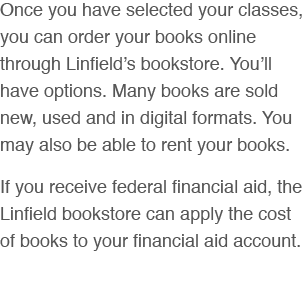 Once you have selected your classes,
you can order your books online
through Linfield’s bookstore. You’ll
have options. Many books are sold
new, used and in digital formats. You
may also be able to rent your books.
If you receive federal financial aid, the
Linfield bookstore can apply the cost
of books to your financial aid account.